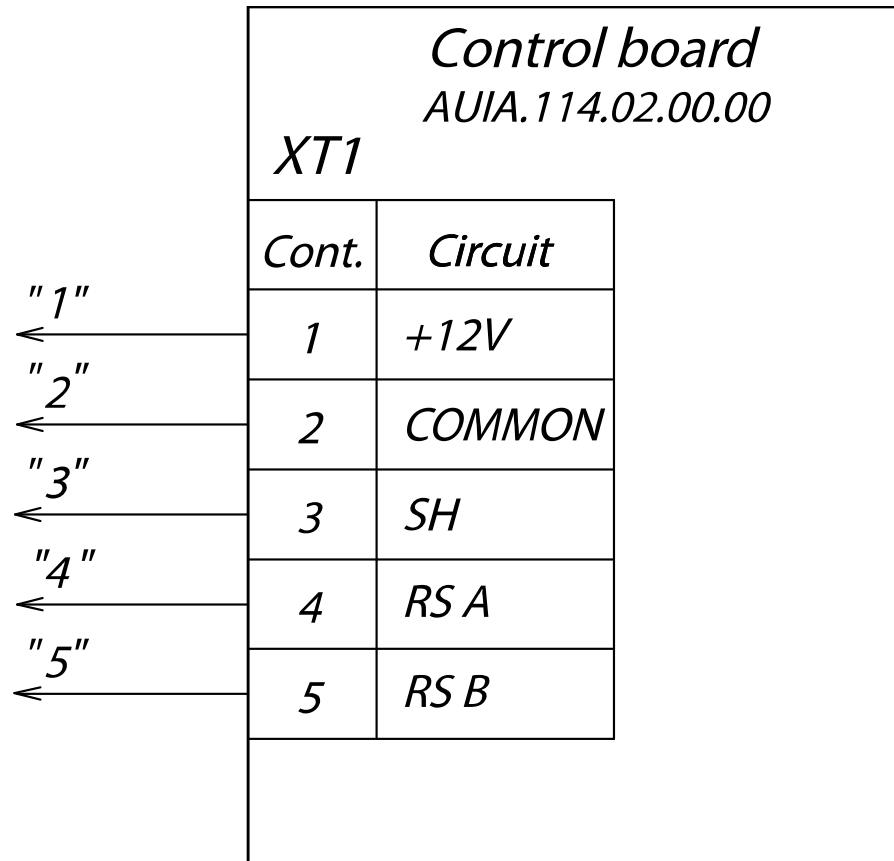 Control board
AUIA.114.02.00.00
XT1
Cont. Circuit
"1"
1 +12V
"2"
2 COMMON
"3"
3 SH
"4"
4 RS A
"5"
5 RS B